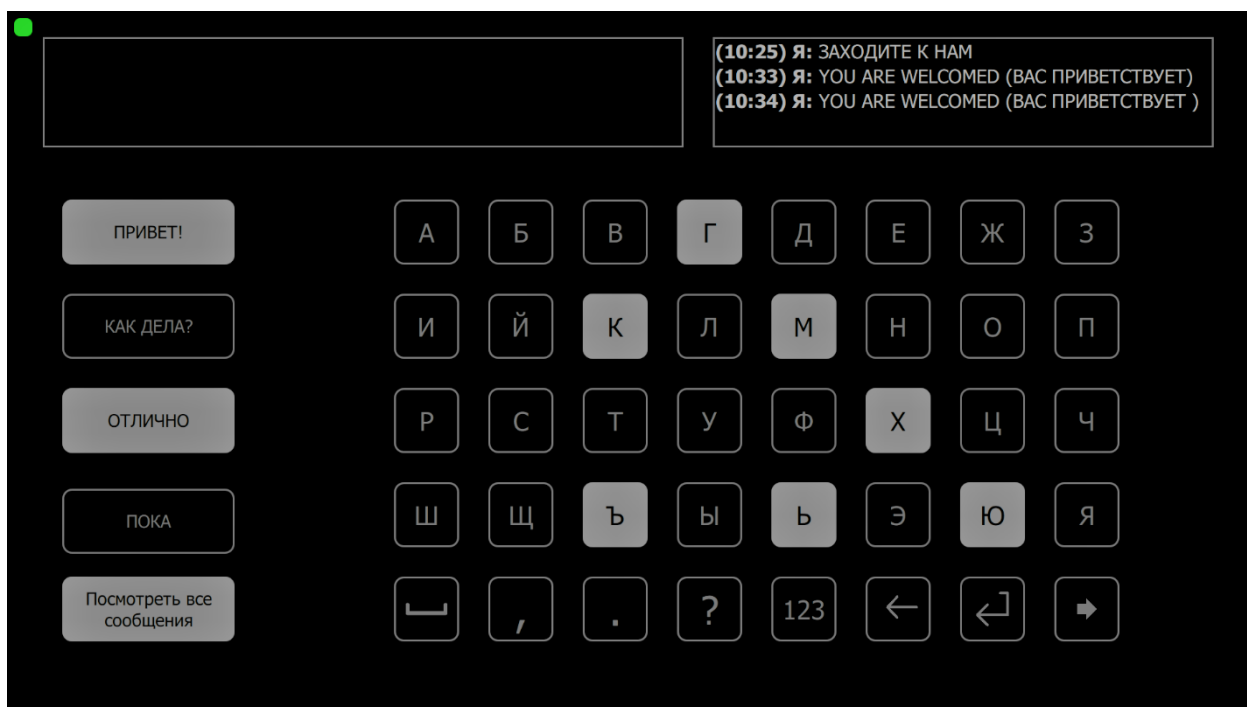 (10:25) Я: ЗАХОДИТЕ К НАМ
(10:33) Я: YOU ARE WELCOMED (ВАС ПРИВЕТСТВУЕТ)
(10:34) Я: YOU ARE WELCOMED (ВАС ПРИВЕТСТВУЕТ )
ПРИВЕТ! А Б В Г Д Е Ж З
КАК ДЕЛА? И Й К Л М Н О П
ОТЛИЧНО Р С Т У Ф Х Ц Ч
ПОКА Ш Щ Ъ Ы Ь Э Ю Я
Посмотреть все
сообщения
, . ? 123